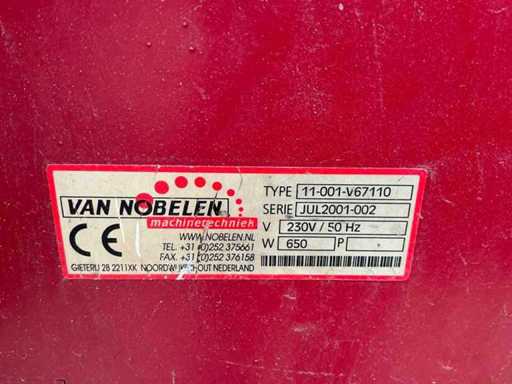 VAN NOBELEN
machinetechniek
WWW.NOBELEN.NL
TEL. +31 (0)252 375661
FAX. +31 (0)252 376158
GIETERIJ 28 2211XK NOORDWIJKERHOUT NEDERLAND
CE
TYPE 11-001-V67110
SERIE JUL2001-002
V 230V / 50 Hz
W 650 P